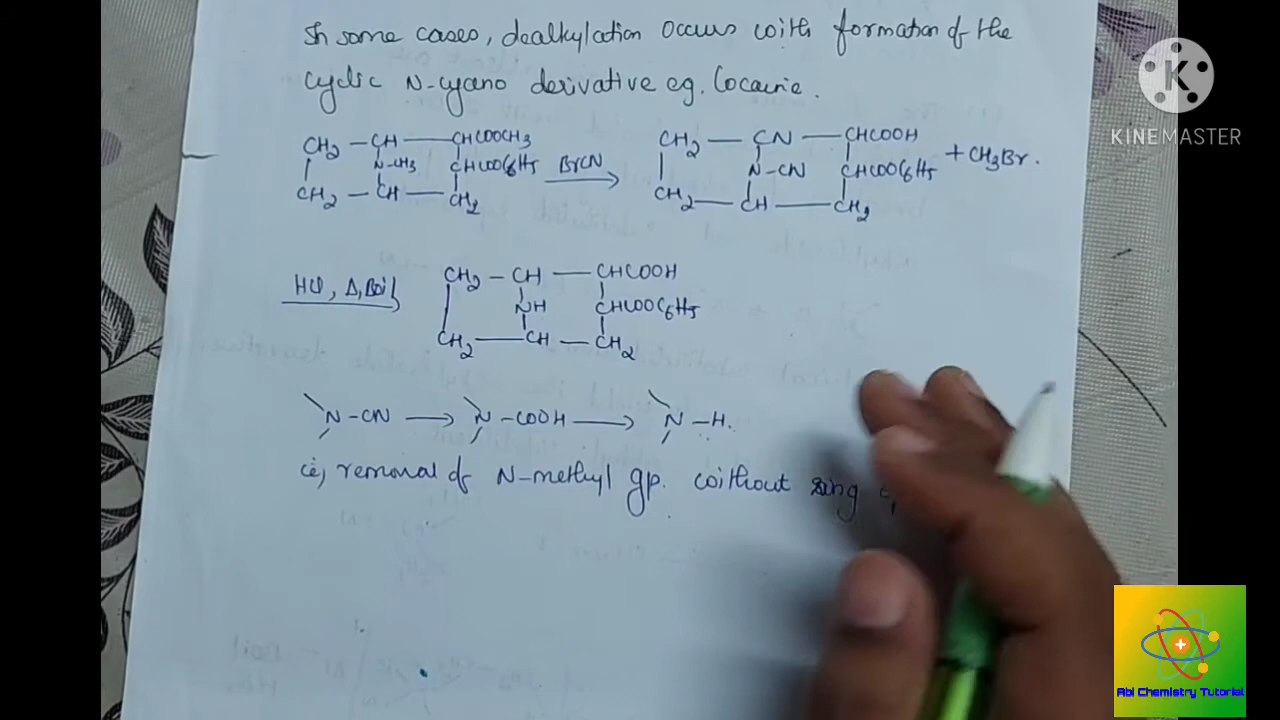 In some cases, dealkylation occurs with formation of the
cyclic N-cyano derivative eg. Cocaine.
CH2 – CH — CHCOOCH3
N-CH3 CHCOOC6H5 BrCN
CH2 – CH — CH2
CH2 — CN — CHCOOH
N-CN CHCOOC6H5 + CH3Br.
CH2 — CH — CH2
HCl, Δ, Boil
CH2 – CH — CHCOOH
NH CHCOOC6H5
CH2 — CH — CH2
N-CN → N-COOH → N-H.
ie, removal of N-methyl gp. without ring
KINEMASTER
Abi Chemistry Tutorial